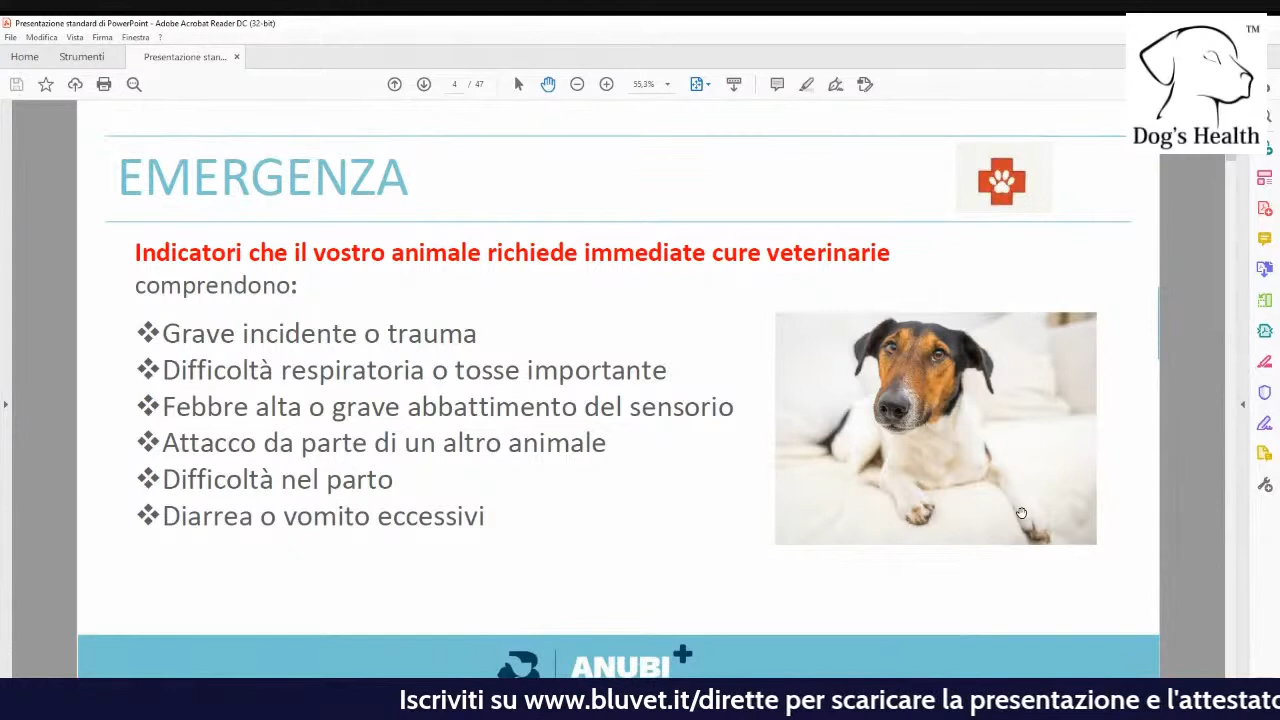 Presentazione standard di PowerPoint - Adobe Acrobat Reader DC (32-bit)
File Modifica Vista Firma Finestra ?
Home Strumenti Presentazione stan... ×
4 / 47 55,3%
TM
Dog's Health
EMERGENZA
Indicatori che il vostro animale richiede immediate cure veterinarie
comprendono:
❖Grave incidente o trauma
❖Difficoltà respiratoria o tosse importante
❖Febbre alta o grave abbattimento del sensorio
❖Attacco da parte di un altro animale
❖Difficoltà nel parto
❖Diarrea o vomito eccessivi
ANUBI+
Iscriviti su www.bluvet.it/dirette per scaricare la presentazione e l'attestato